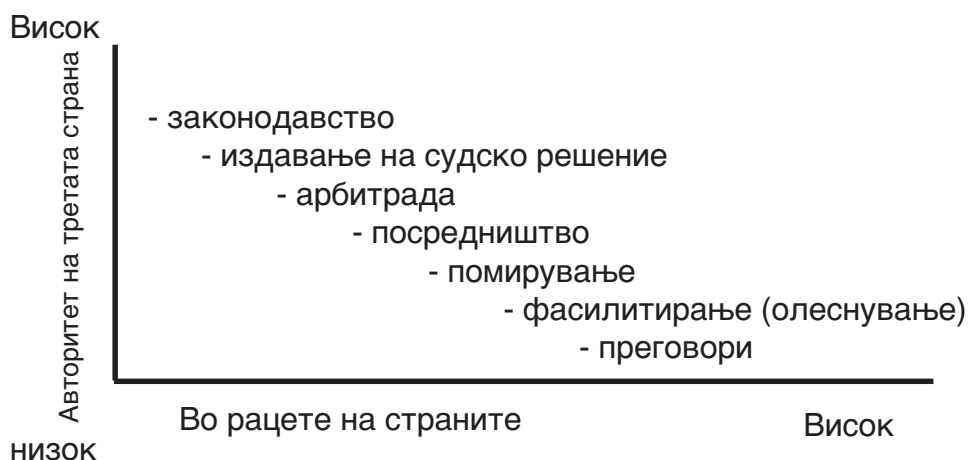 Висок
Авторитет на третата страна
- законодавство
- издавање на судско решение
- арбитрада
- посредништво
- помирување
- фасилитирање (олеснување)
- преговори
Во рацете на страните
Висок
низок